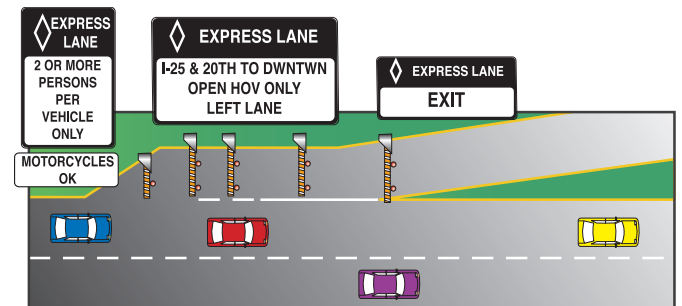 EXPRESS
LANE
2 OR MORE
PERSONS
PER
VEHICLE
ONLY
MOTORCYCLES
OK
EXPRESS LANE
I-25 & 20TH TO DWNTWN
OPEN HOV ONLY
LEFT LANE
EXPRESS LANE
EXIT